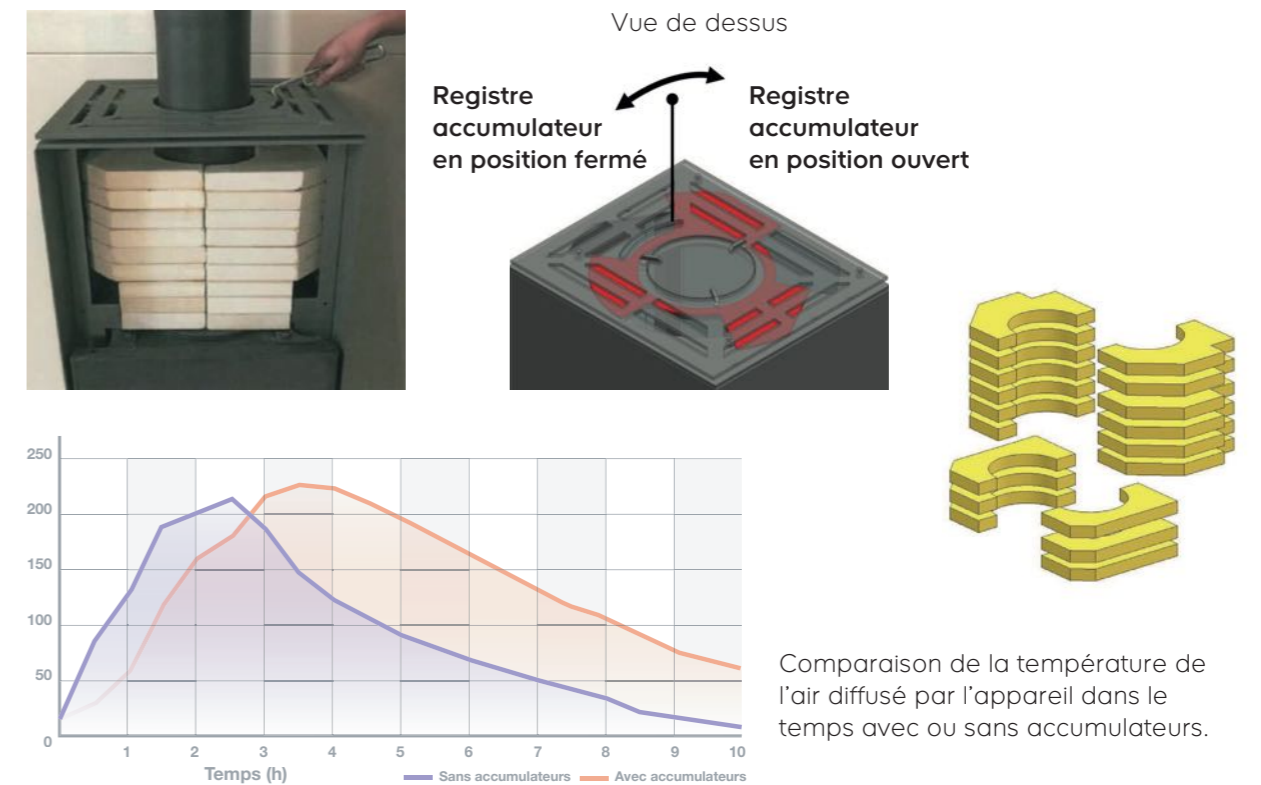 Vue de dessus
Registre
accumulateur
en position fermé
Registre
accumulateur
en position ouvert
250
200
150
100
50
0
1 2 3 4 5 6 7 8 9 10
Temps (h)
Sans accumulateurs
Avec accumulateurs
Comparaison de la température de
l'air diffusé par l'appareil dans le
temps avec ou sans accumulateurs.